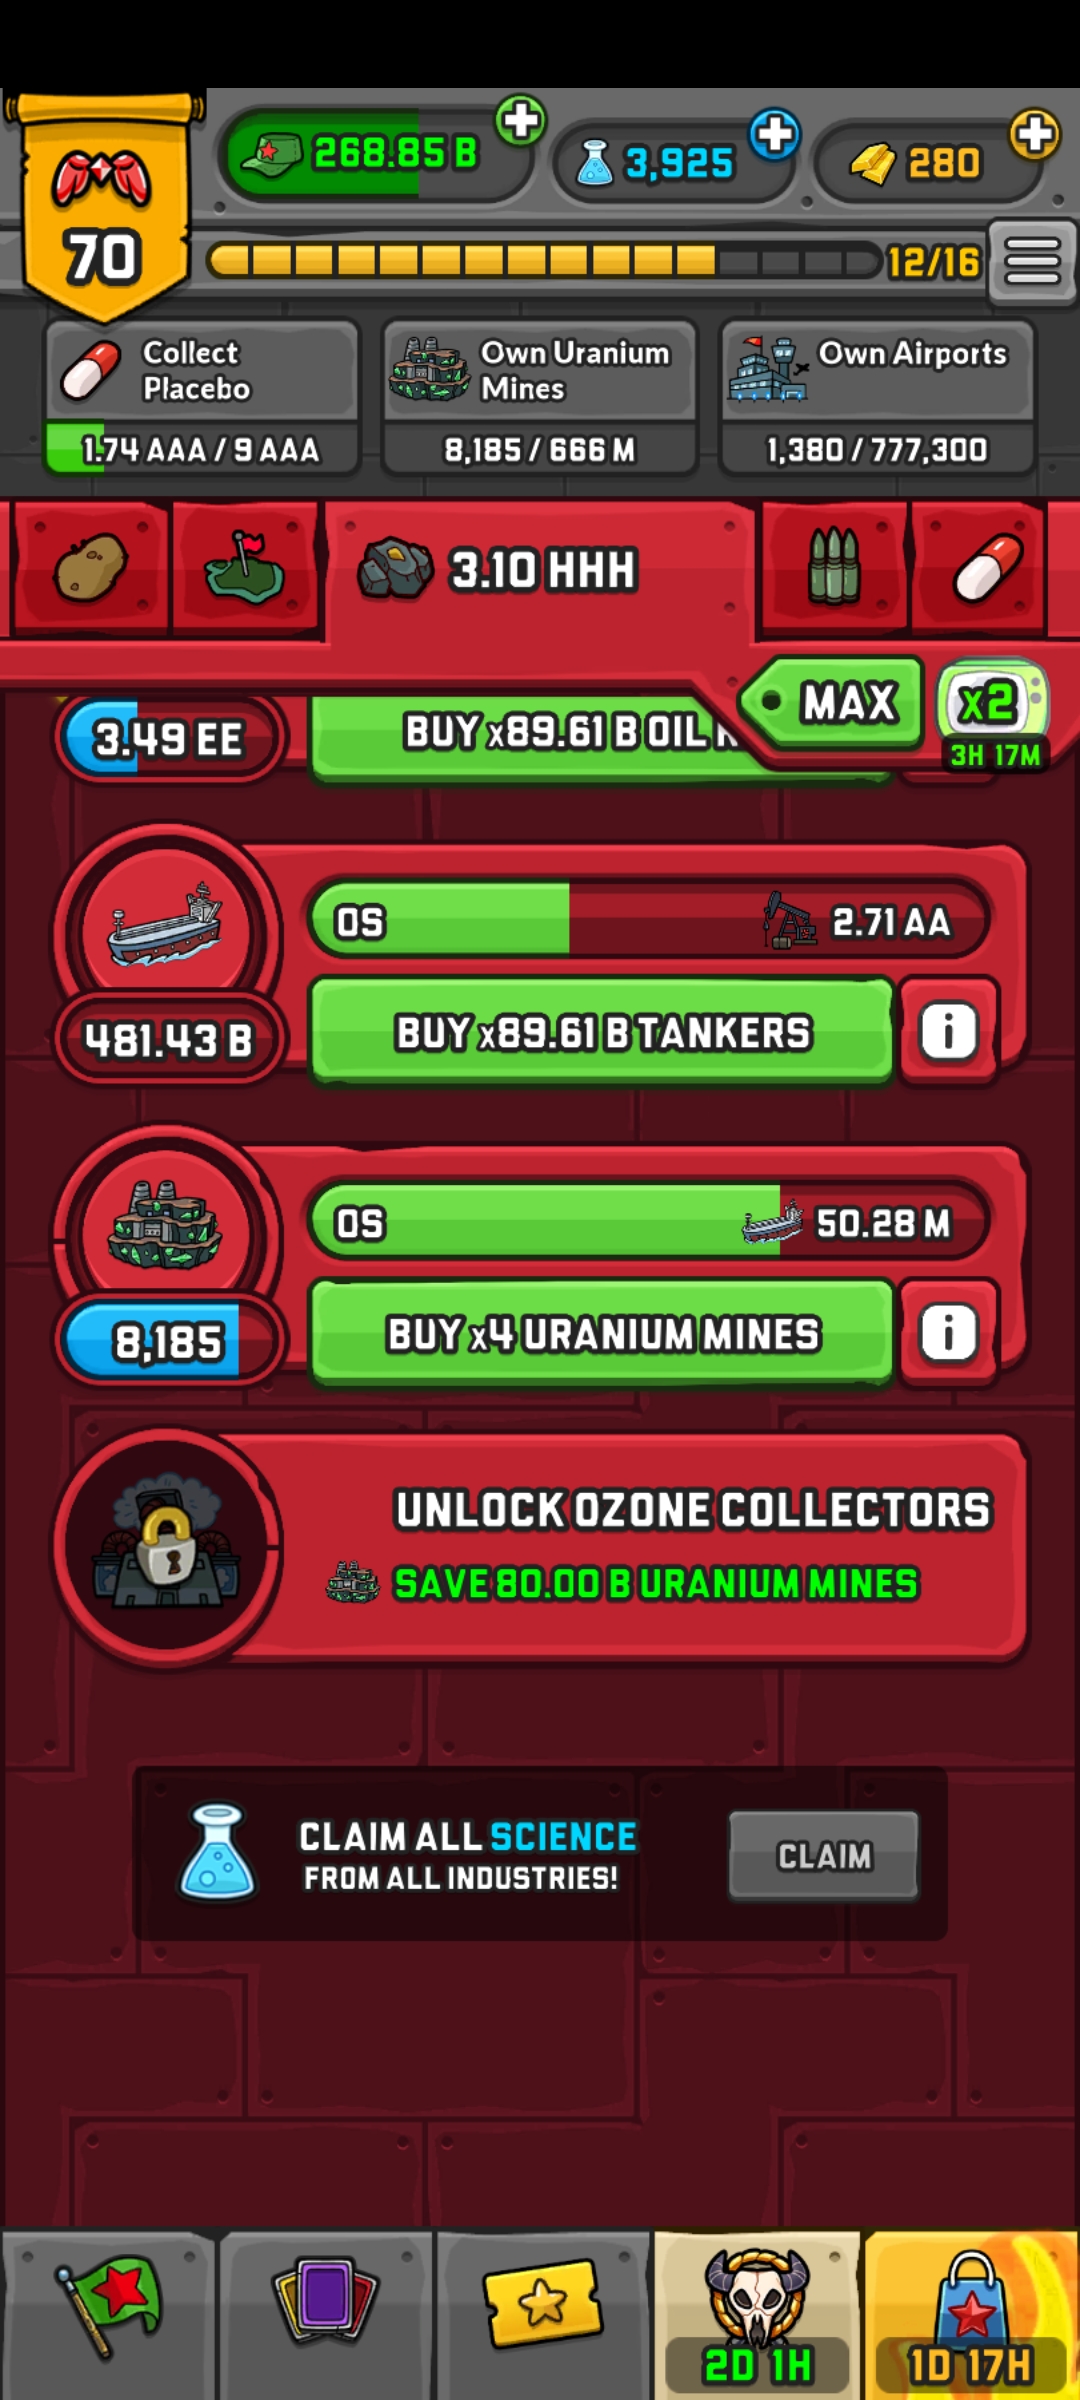 268.85 B
3,925
280
70
12/16
Collect
Placebo
1.74 AAA / 9 AAA
Own Uranium
Mines
8,185 / 666 M
Own Airports
1,380 / 777,300
3.10 HHH
MAX
x2
3H 17M
3.49 EE
BUY x89.61 B OIL
0S
2.71 AA
481.43 B
BUY x89.61 B TANKERS
i
0S
50.28 M
8,185
BUY x4 URANIUM MINES
i
UNLOCK OZONE COLLECTORS
SAVE 80.00 B URANIUM MINES
CLAIM ALL SCIENCE
FROM ALL INDUSTRIES!
CLAIM
2D 1H
1D 17H